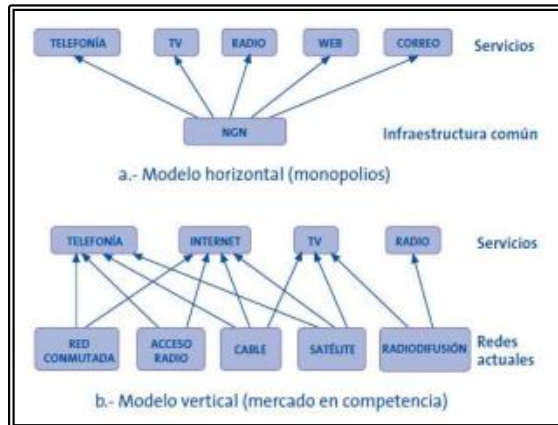 TELEFONÍA TV RADIO WEB CORREO Servicios
NGN Infraestructura común
a.- Modelo horizontal (monopolios)
TELEFONÍA INTERNET TV RADIO Servicios
RED CONMUTADA ACCESO RADIO CABLE SATÉLITE RADIODIFUSIÓN Redes actuales
b.- Modelo vertical (mercado en competencia)